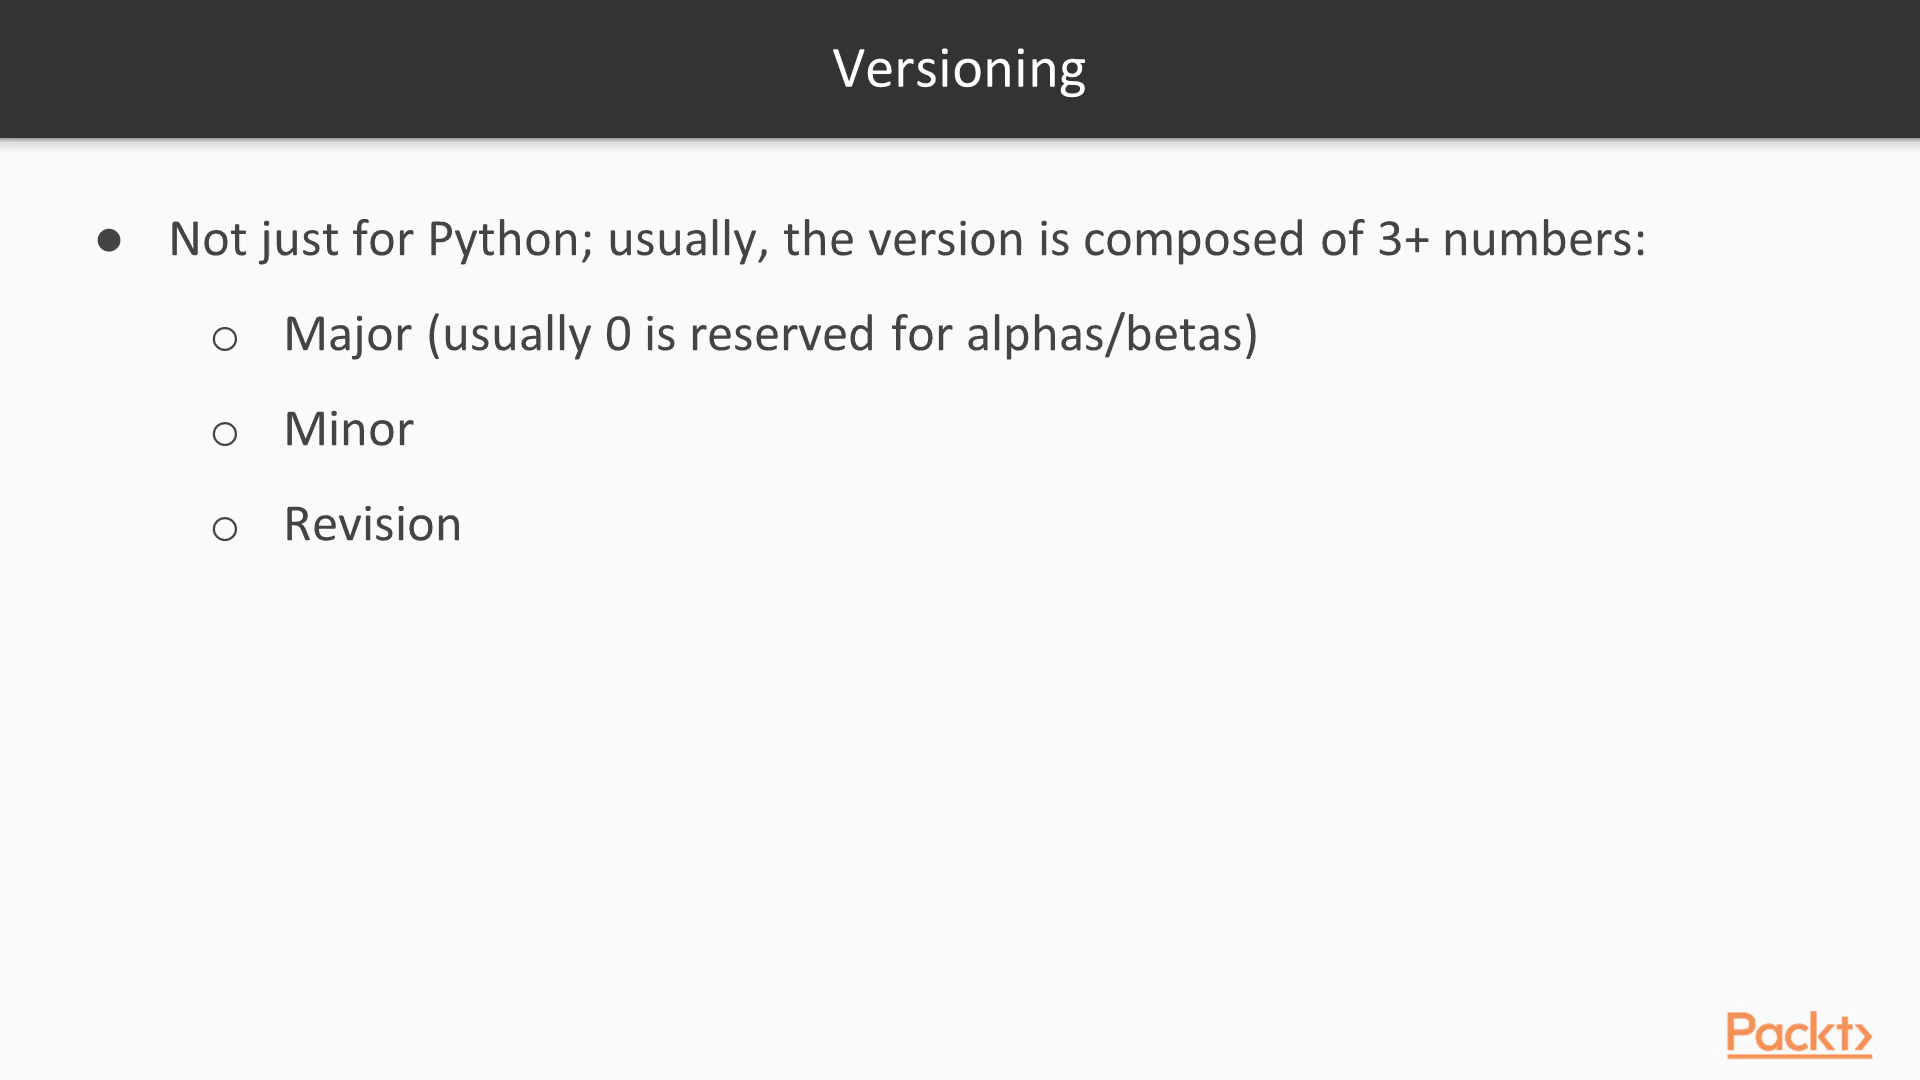 Versioning
● Not just for Python; usually, the version is composed of 3+ numbers:
○ Major (usually 0 is reserved for alphas/betas)
○ Minor
○ Revision
Packt>